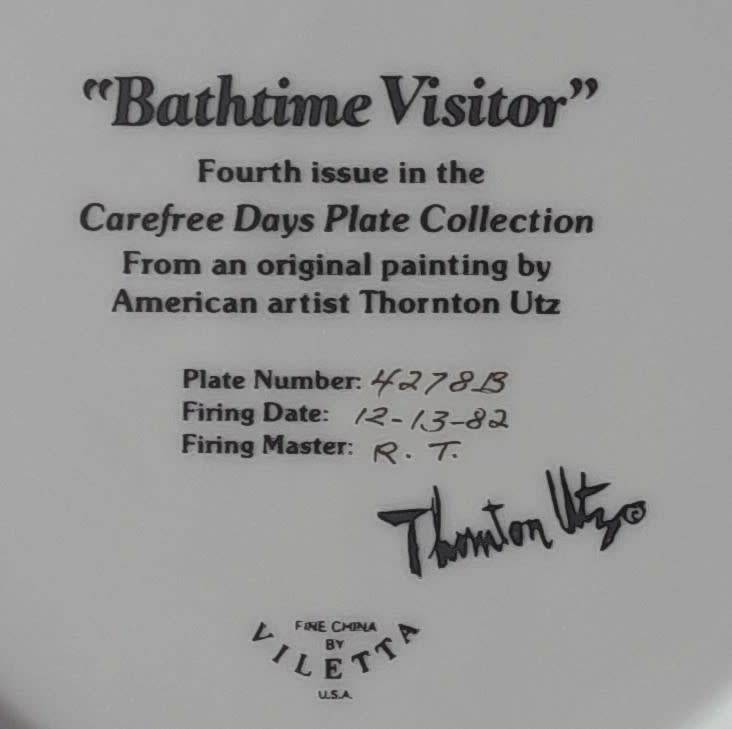 “Bathtime Visitor”
Fourth issue in the
Carefree Days Plate Collection
From an original painting by
American artist Thornton Utz
Plate Number: 4278B
Firing Date: 12-13-82
Firing Master: R. T.
Thornton Utz ©
FINE CHINA
BY
VILETTA
U.S.A.